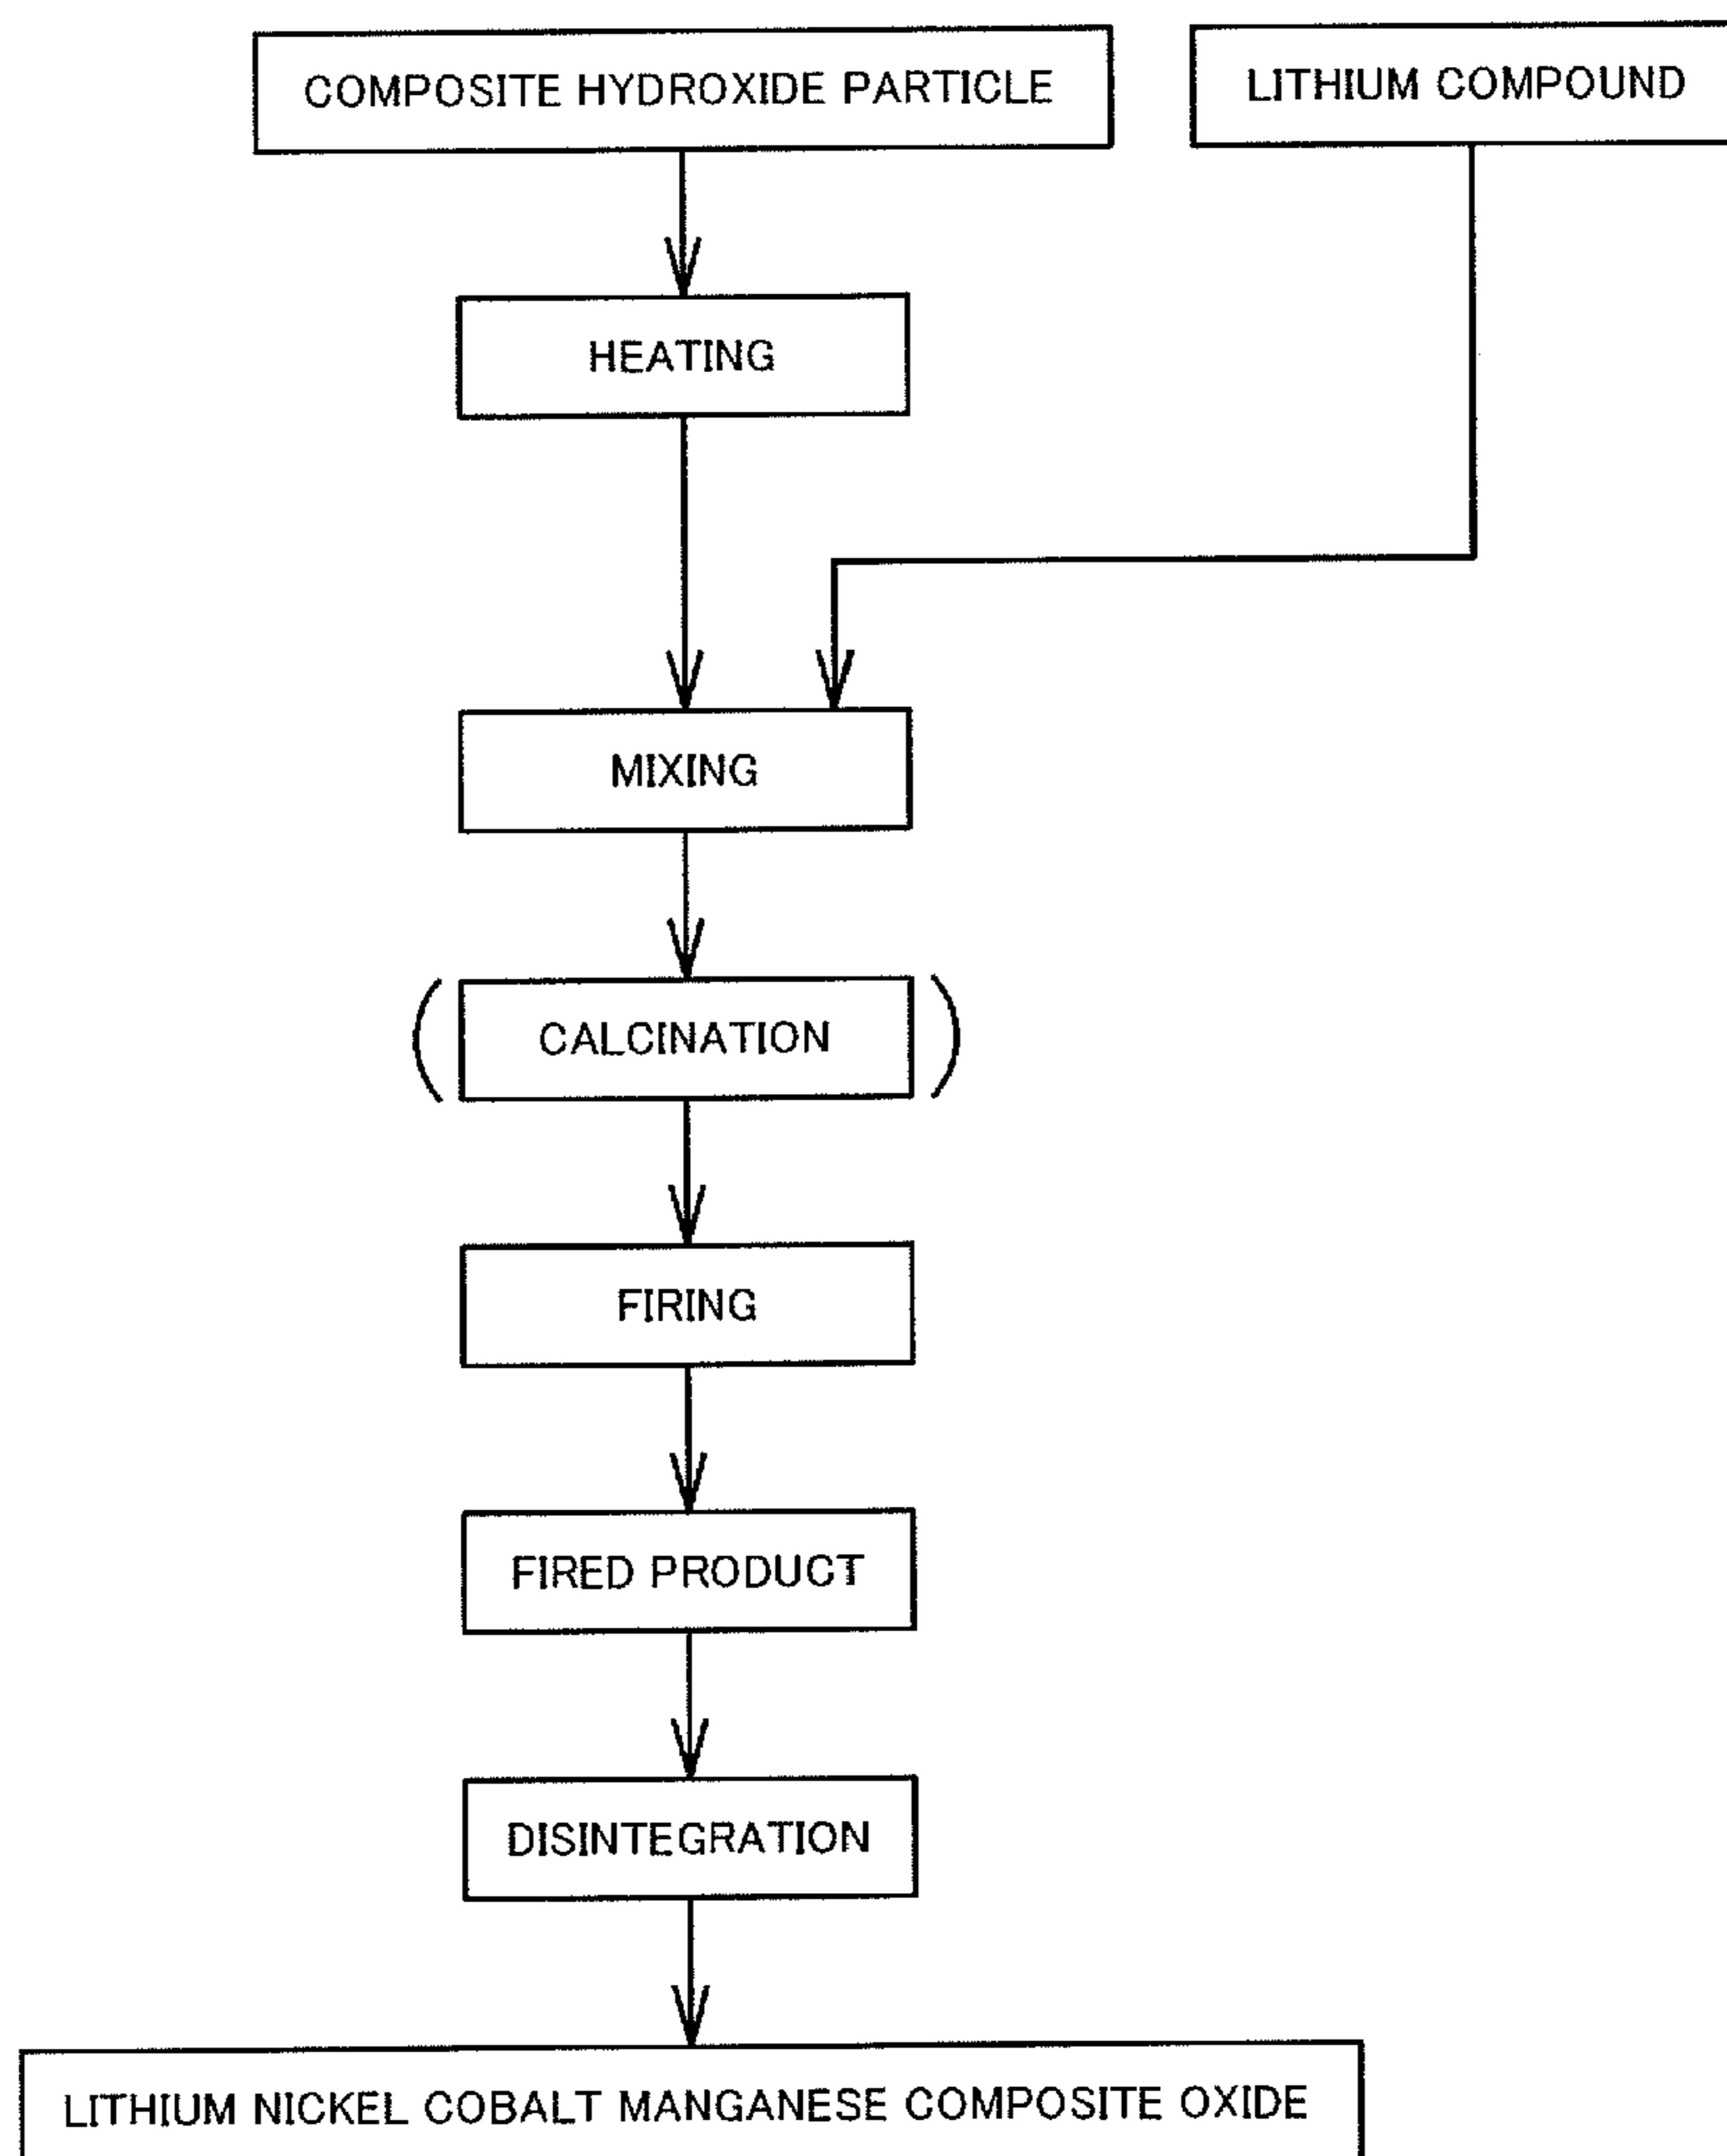 COMPOSITE HYDROXIDE PARTICLE
LITHIUM COMPOUND
HEATING
MIXING
( CALCINATION )
FIRING
FIRED PRODUCT
DISINTEGRATION
LITHIUM NICKEL COBALT MANGANESE COMPOSITE OXIDE